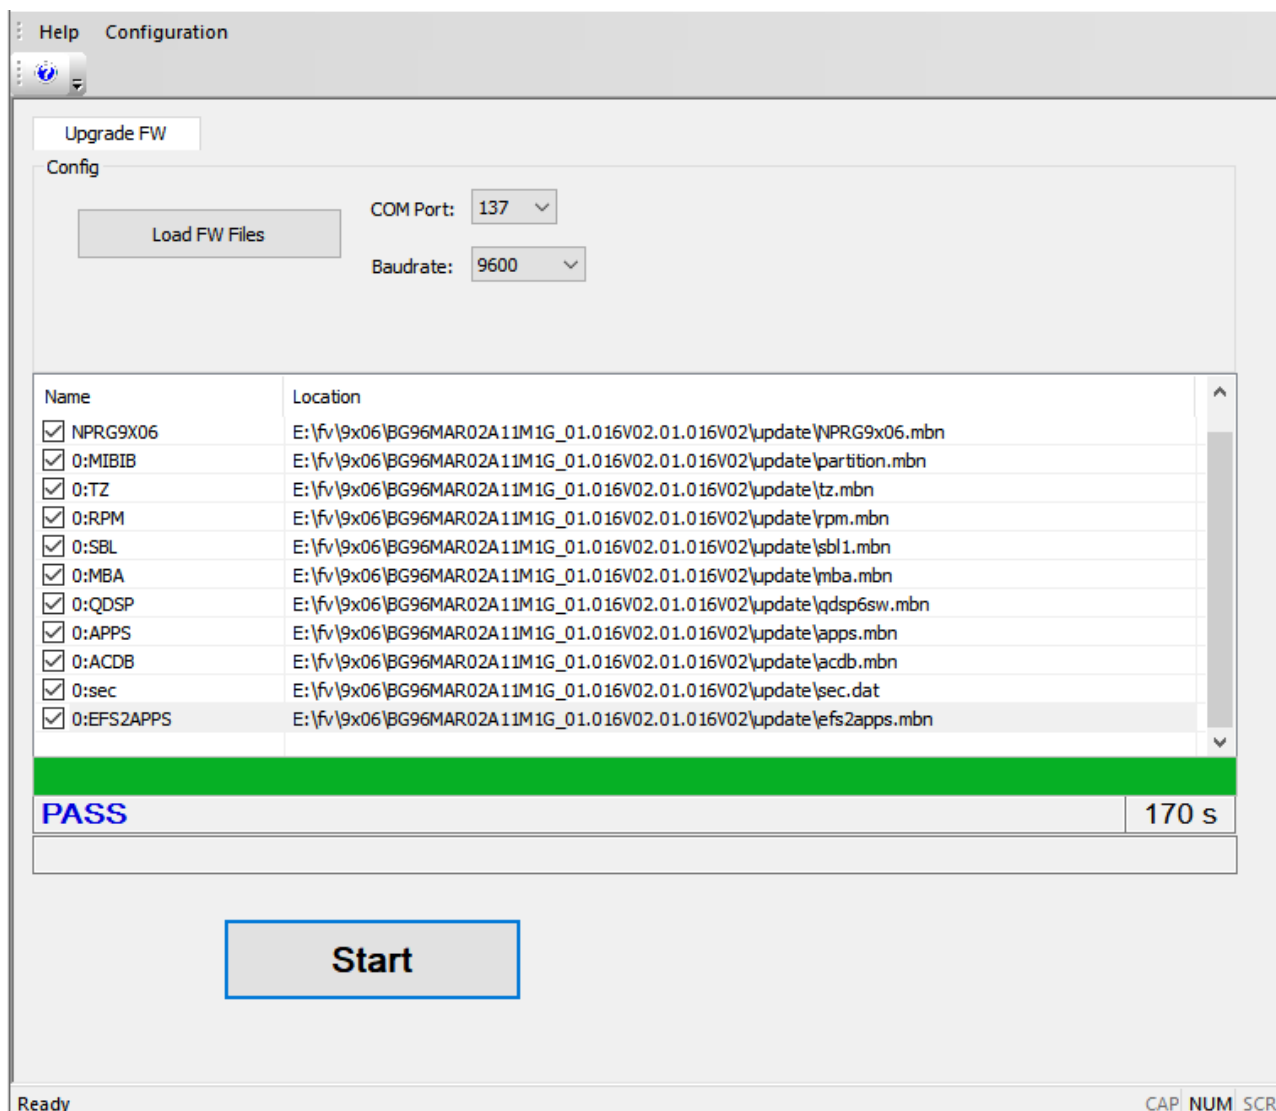 Help Configuration
Upgrade FW
Config
Load FW Files
COM Port: 137
Baudrate: 9600
Name Location
NPRG9X06 E:\fv\9x06\BG96MAR02A11M1G_01.016V02.01.016V02\update\NPRG9x06.mbn
0:MIBIB E:\fv\9x06\BG96MAR02A11M1G_01.016V02.01.016V02\update\partition.mbn
0:TZ E:\fv\9x06\BG96MAR02A11M1G_01.016V02.01.016V02\update\tz.mbn
0:RPM E:\fv\9x06\BG96MAR02A11M1G_01.016V02.01.016V02\update\rpm.mbn
0:SBL E:\fv\9x06\BG96MAR02A11M1G_01.016V02.01.016V02\update\sbl1.mbn
0:MBA E:\fv\9x06\BG96MAR02A11M1G_01.016V02.01.016V02\update\mba.mbn
0:QDSP E:\fv\9x06\BG96MAR02A11M1G_01.016V02.01.016V02\update\qdsp6sw.mbn
0:APPS E:\fv\9x06\BG96MAR02A11M1G_01.016V02.01.016V02\update\apps.mbn
0:ACDB E:\fv\9x06\BG96MAR02A11M1G_01.016V02.01.016V02\update\acdb.mbn
0:sec E:\fv\9x06\BG96MAR02A11M1G_01.016V02.01.016V02\update\sec.dat
0:EFS2APPS E:\fv\9x06\BG96MAR02A11M1G_01.016V02.01.016V02\update\efs2apps.mbn
PASS 170 s
Start
Ready CAP NUM SCR